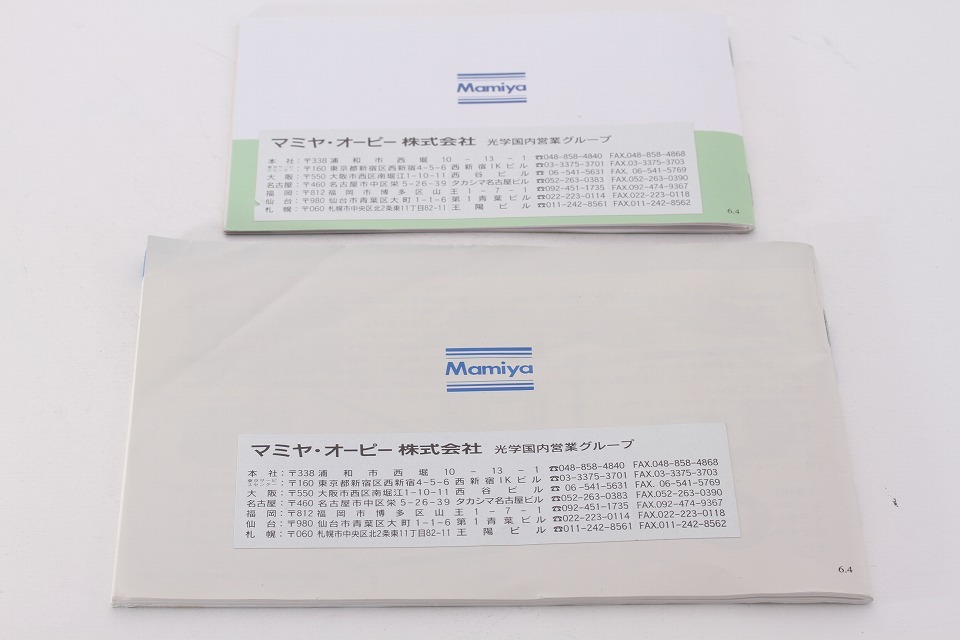 Mamiya
マミヤ・オーピー株式会社 光学国内営業グループ
本社:〒338 浦和市西堀10-13-1 ☎048-858-4840 FAX.048-858-4868
〒160 東京都新宿区西新宿4-5-6 西新宿IKビル ☎03-3375-3701 FAX.03-3375-3703
大阪:〒550 大阪市西区南堀江1-10-11 西谷ビル ☎06-541-5631 FAX.06-541-5769
名古屋:〒460 名古屋市中区栄5-26-39 タカシマ名古屋ビル ☎052-263-0383 FAX.052-263-0390
福岡:〒812 福岡市博多区山王1-7-1 ☎092-451-1735 FAX.092-474-9367
仙台:〒980 仙台市青葉区大町1-1-6 第1青葉ビル ☎022-223-0114 FAX.022-223-0118
札幌:〒060 札幌市中央区北2条東11丁目82-11 王陽ビル ☎011-242-8561 FAX.011-242-8562
6.4
Mamiya
マミヤ・オーピー株式会社 光学国内営業グループ
本社:〒338 浦和市西堀10-13-1 ☎048-858-4840 FAX.048-858-4868
〒160 東京都新宿区西新宿4-5-6 西新宿IKビル ☎03-3375-3701 FAX.03-3375-3703
大阪:〒550 大阪市西区南堀江1-10-11 西谷ビル ☎06-541-5631 FAX.06-541-5769
名古屋:〒460 名古屋市中区栄5-26-39 タカシマ名古屋ビル ☎052-263-0383 FAX.052-263-0390
福岡:〒812 福岡市博多区山王1-7-1 ☎092-451-1735 FAX.092-474-9367
仙台:〒980 仙台市青葉区大町1-1-6 第1青葉ビル ☎022-223-0114 FAX.022-223-0118
札幌:〒060 札幌市中央区北2条東11丁目82-11 王陽ビル ☎011-242-8561 FAX.011-242-8562
6.4